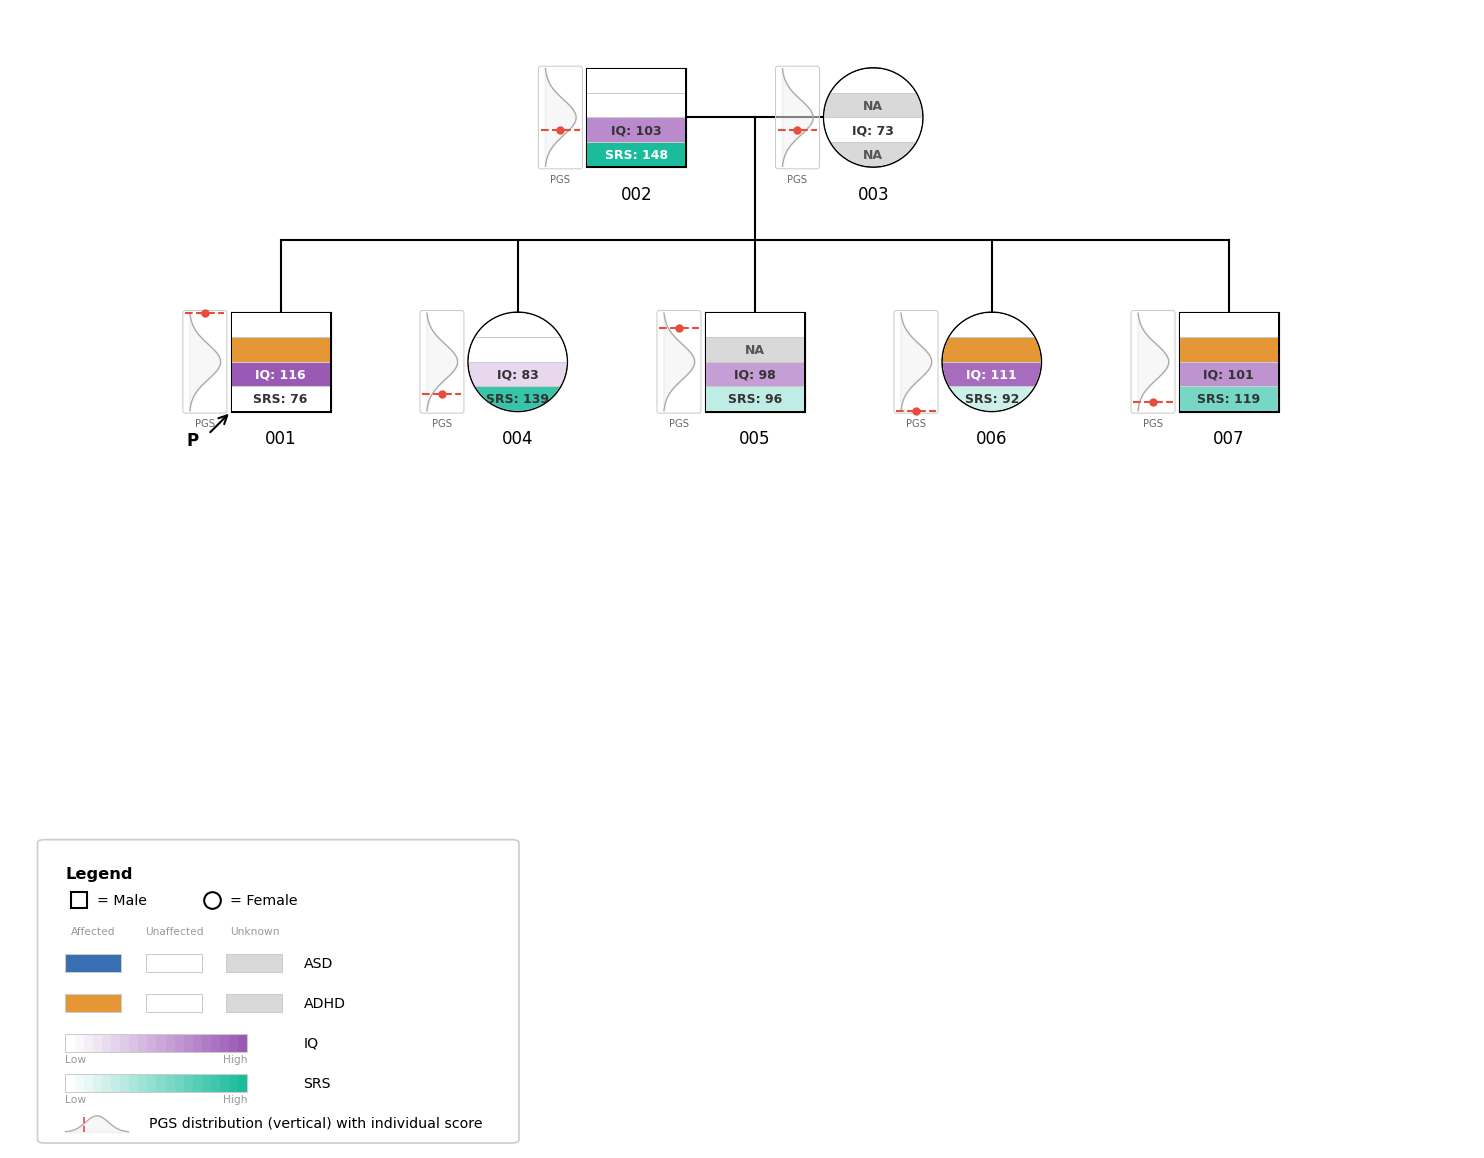 NA
IQ: 103
IQ: 73
SRS: 148
NA
PGS
PGS
002
003
NA
IQ: 116
IQ: 83
IQ: 98
IQ: 111
IQ: 101
SRS: 76
SRS: 139
SRS: 96
SRS: 92
SRS: 119
PGS
PGS
PGS
PGS
PGS
P
001
004
005
006
007
Legend
= Male
= Female
Affected
Unaffected
Unknown
ASD
ADHD
IQ
Low
High
SRS
Low
High
PGS distribution (vertical) with individual score